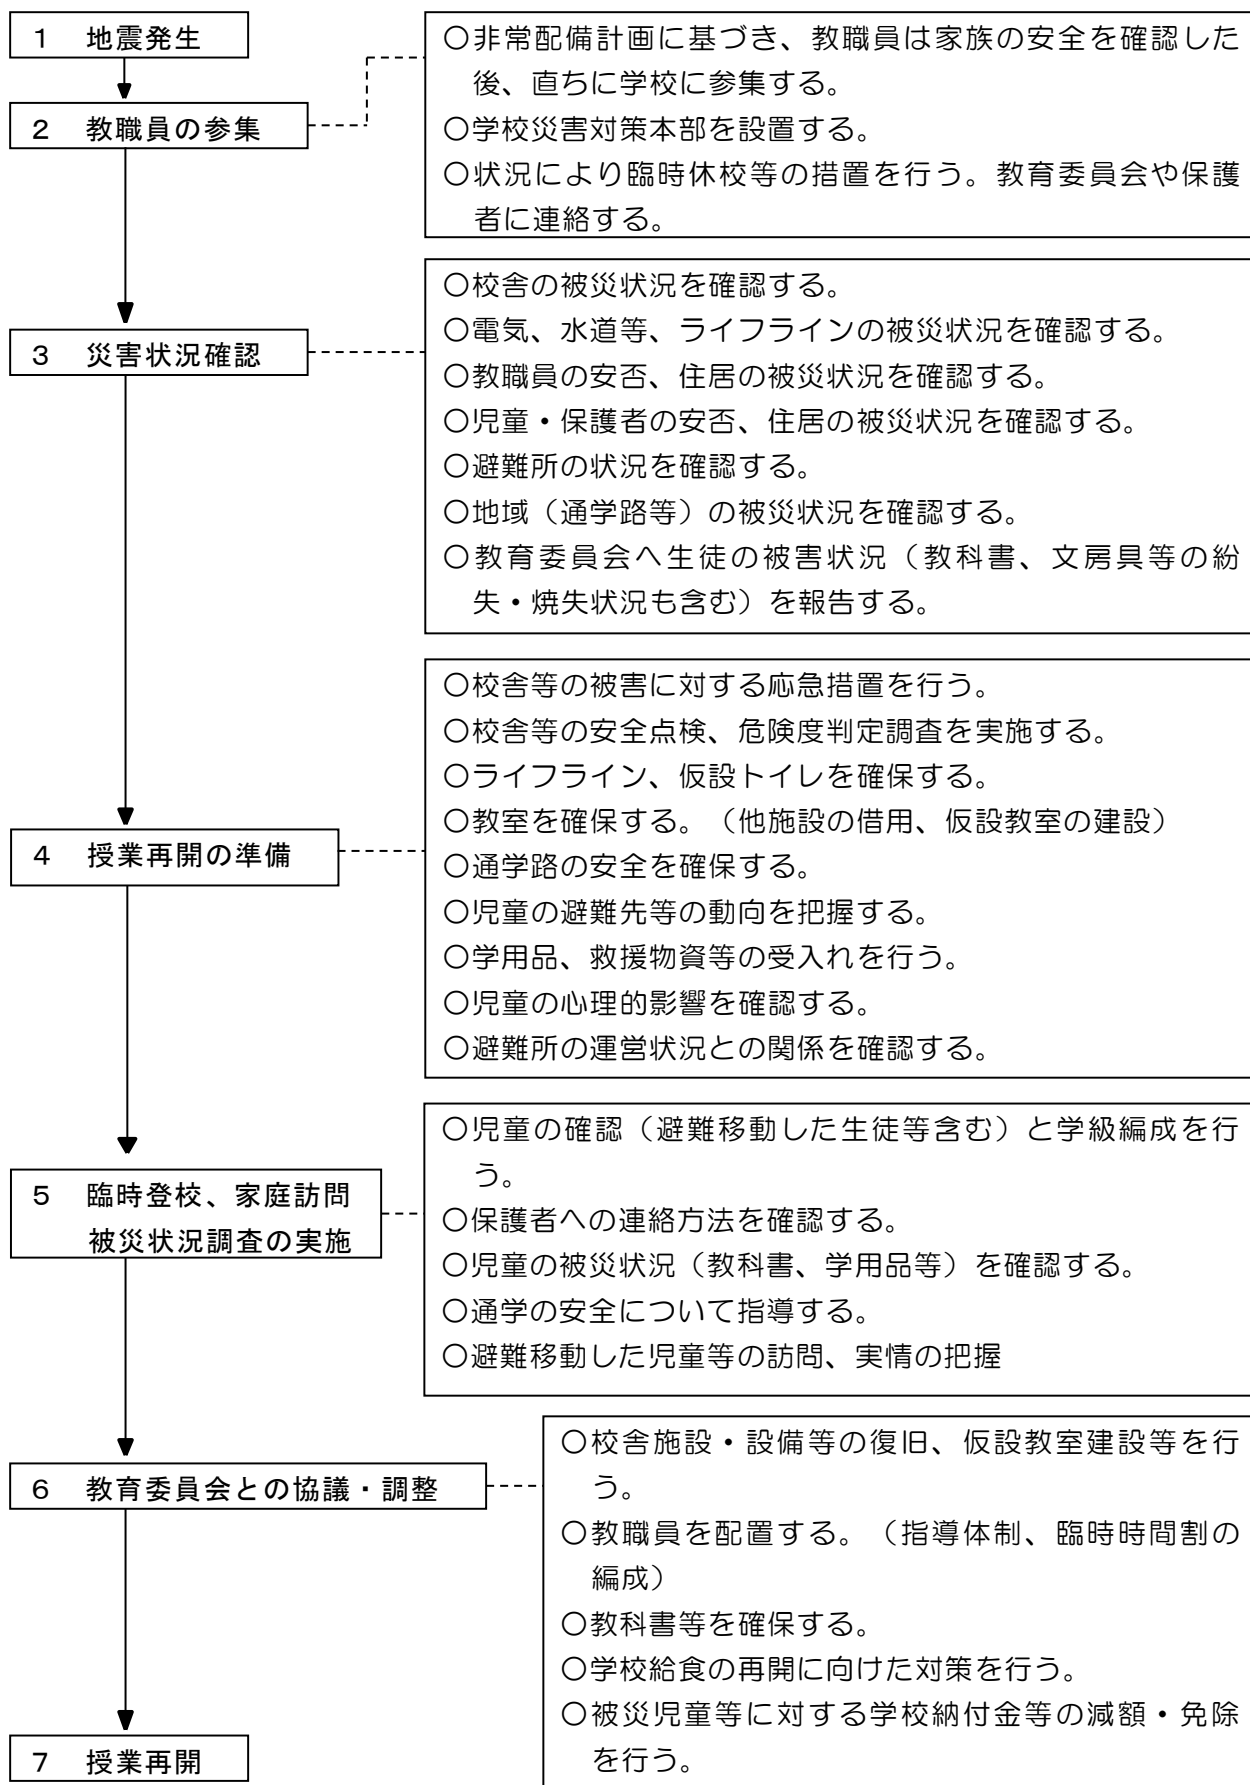 １　地震発生
○非常配備計画に基づき、教職員は家族の安全を確認した
後、直ちに学校に参集する。
○学校災害対策本部を設置する。
○状況により臨時休校等の措置を行う。教育委員会や保護
者に連絡する。
２　教職員の参集
○校舎の被災状況を確認する。
○電気、水道等、ライフラインの被災状況を確認する。
○教職員の安否、住居の被災状況を確認する。
○児童・保護者の安否、住居の被災状況を確認する。
○避難所の状況を確認する。
○地域（通学路等）の被災状況を確認する。
○教育委員会へ生徒の被害状況（教科書、文房具等の紛
失・焼失状況も含む）を報告する。
３　災害状況確認
○校舎等の被害に対する応急措置を行う。
○校舎等の安全点検、危険度判定調査を実施する。
○ライフライン、仮設トイレを確保する。
○教室を確保する。（他施設の借用、仮設教室の建設）
○通学路の安全を確保する。
○児童の避難先等の動向を把握する。
○学用品、救援物資等の受入れを行う。
○児童の心理的影響を確認する。
○避難所の運営状況との関係を確認する。
４　授業再開の準備
○児童の確認（避難移動した生徒等含む）と学級編成を行
う。
○保護者への連絡方法を確認する。
○児童の被災状況（教科書、学用品等）を確認する。
○通学の安全について指導する。
○避難移動した児童等の訪問、実情の把握
５　臨時登校、家庭訪問
被災状況調査の実施
○校舎施設・設備等の復旧、仮設教室建設等を行
う。
○教職員を配置する。（指導体制、臨時時間割の
編成）
○教科書等を確保する。
○学校給食の再開に向けた対策を行う。
○被災児童等に対する学校納付金等の減額・免除
を行う。
６　教育委員会との協議・調整
７　授業再開